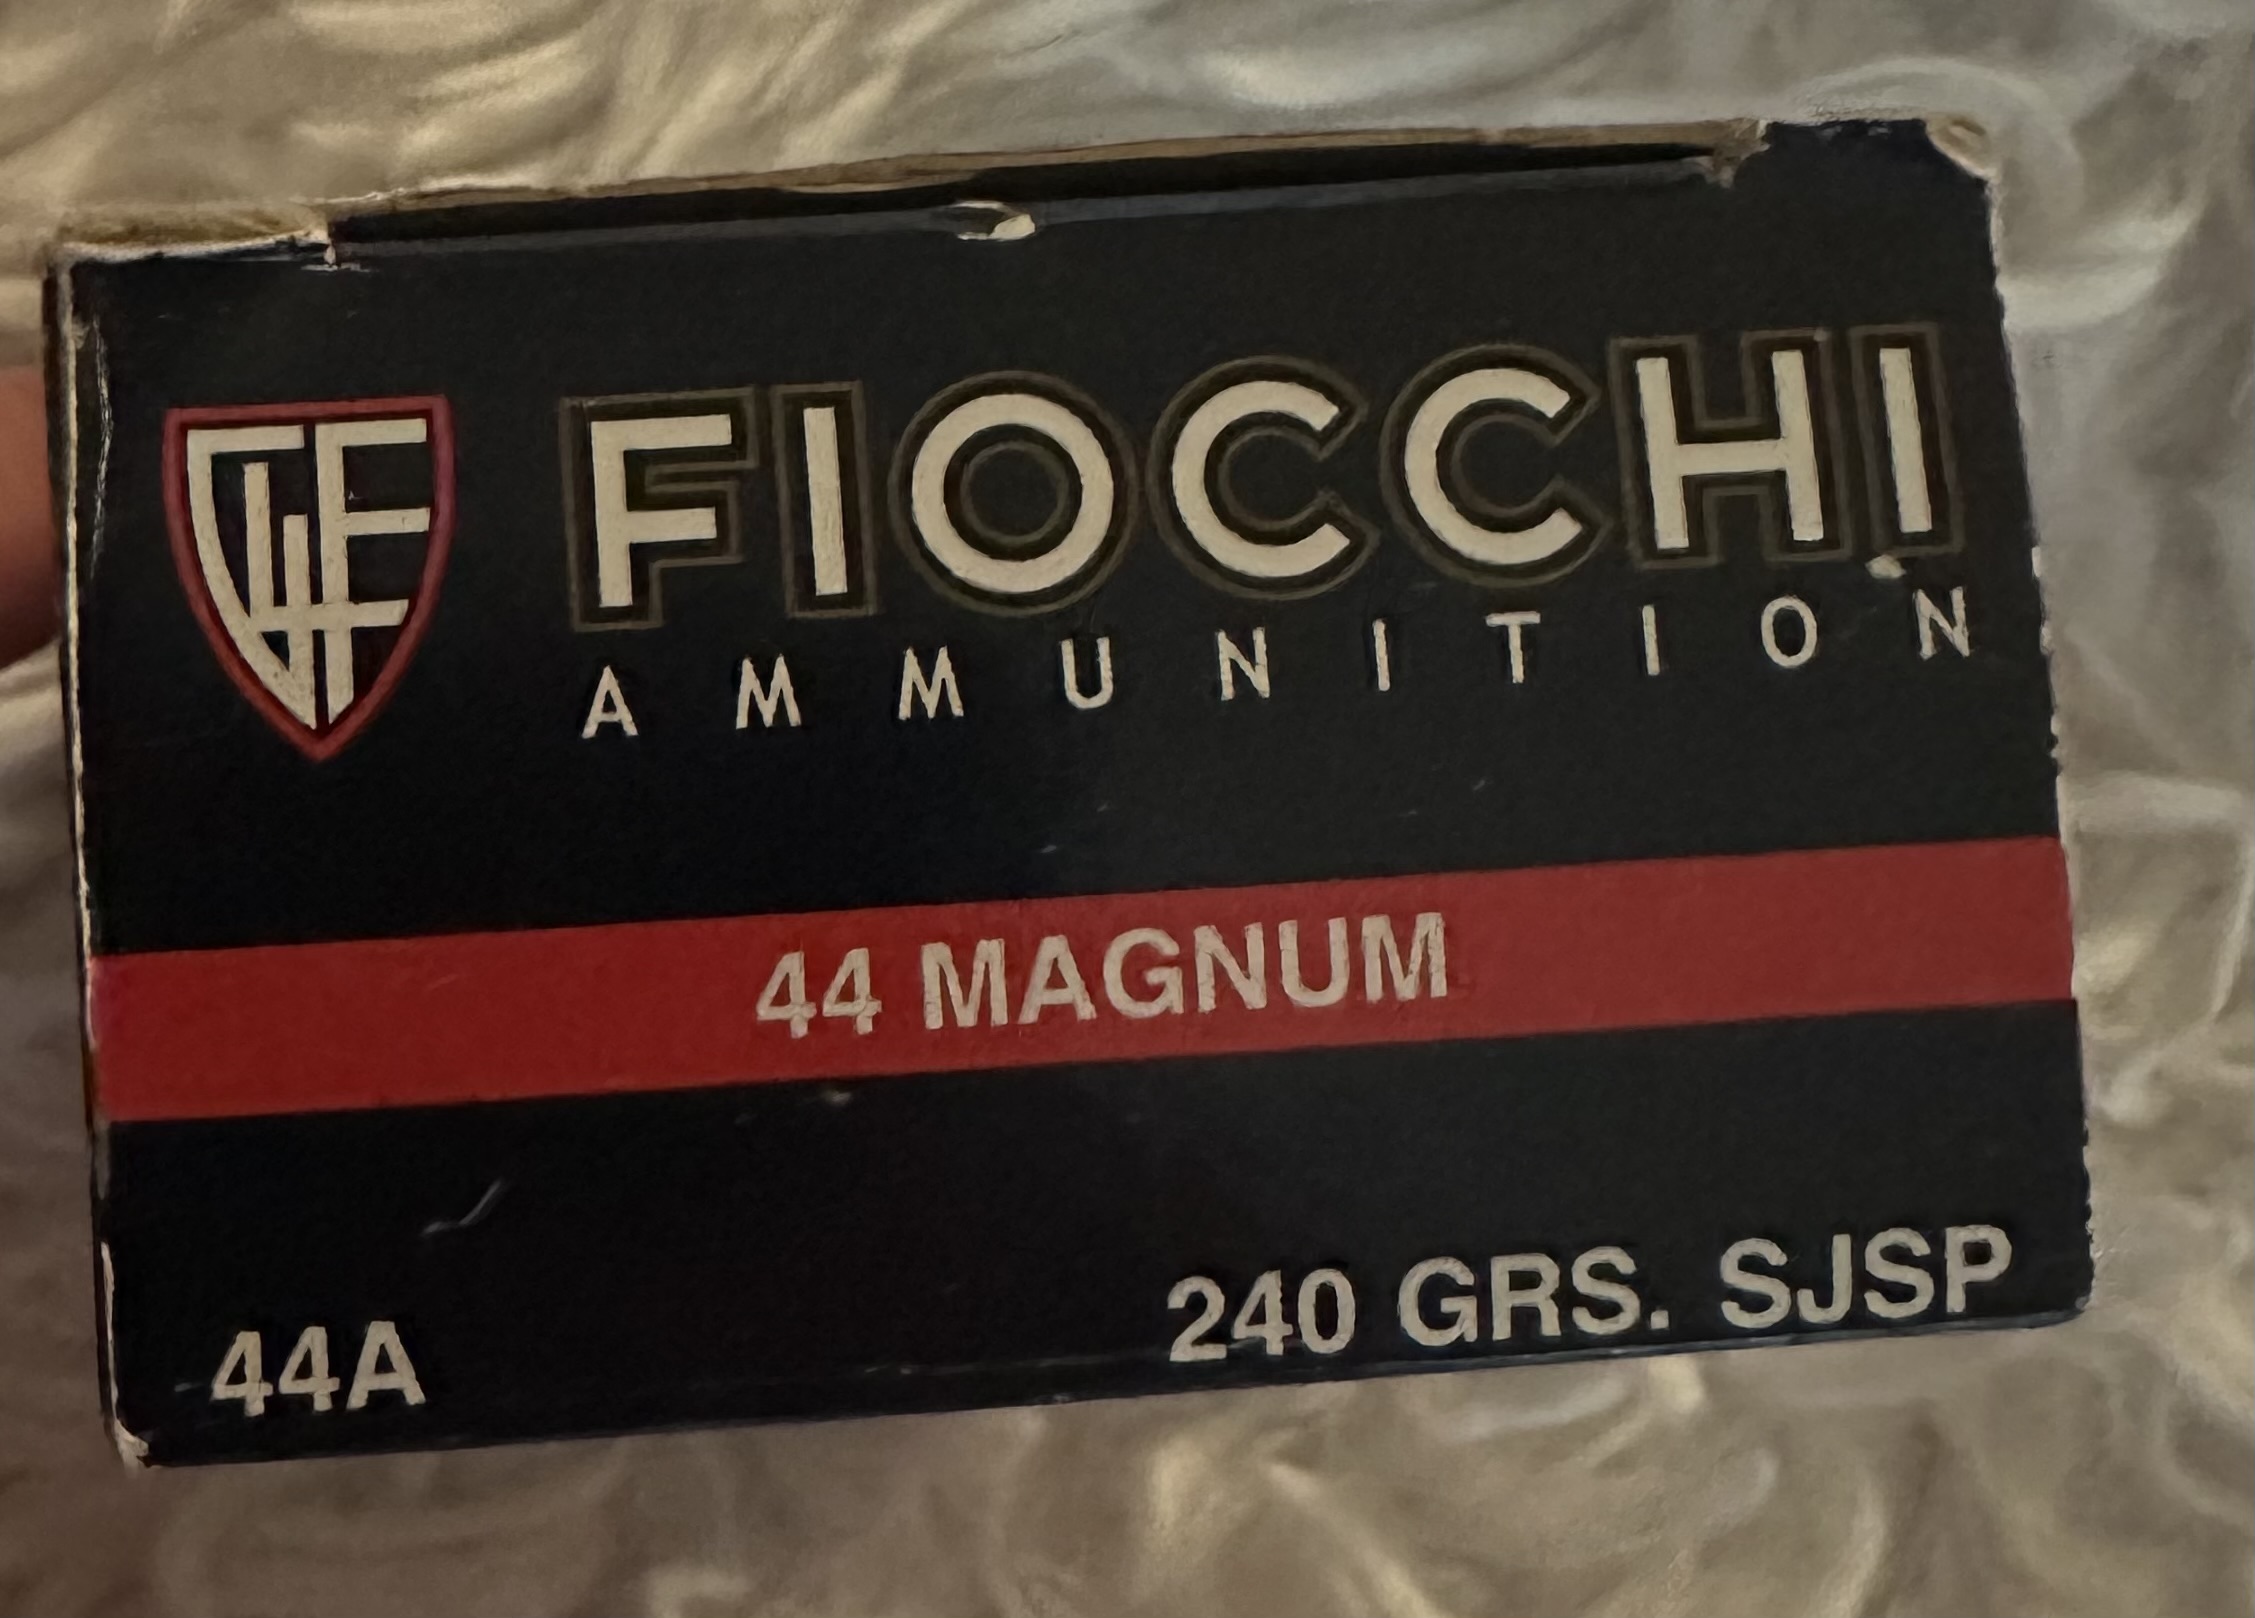 FIOCCHI
AMMUNITION
44 MAGNUM
44A
240 GRS. SJSP